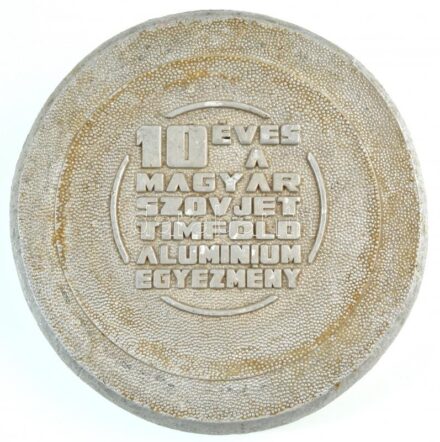 10 ÉVES
A
MAGYAR
SZOVJET
TIMFÖLD
ALUMINIUM
EGYEZMÉNY